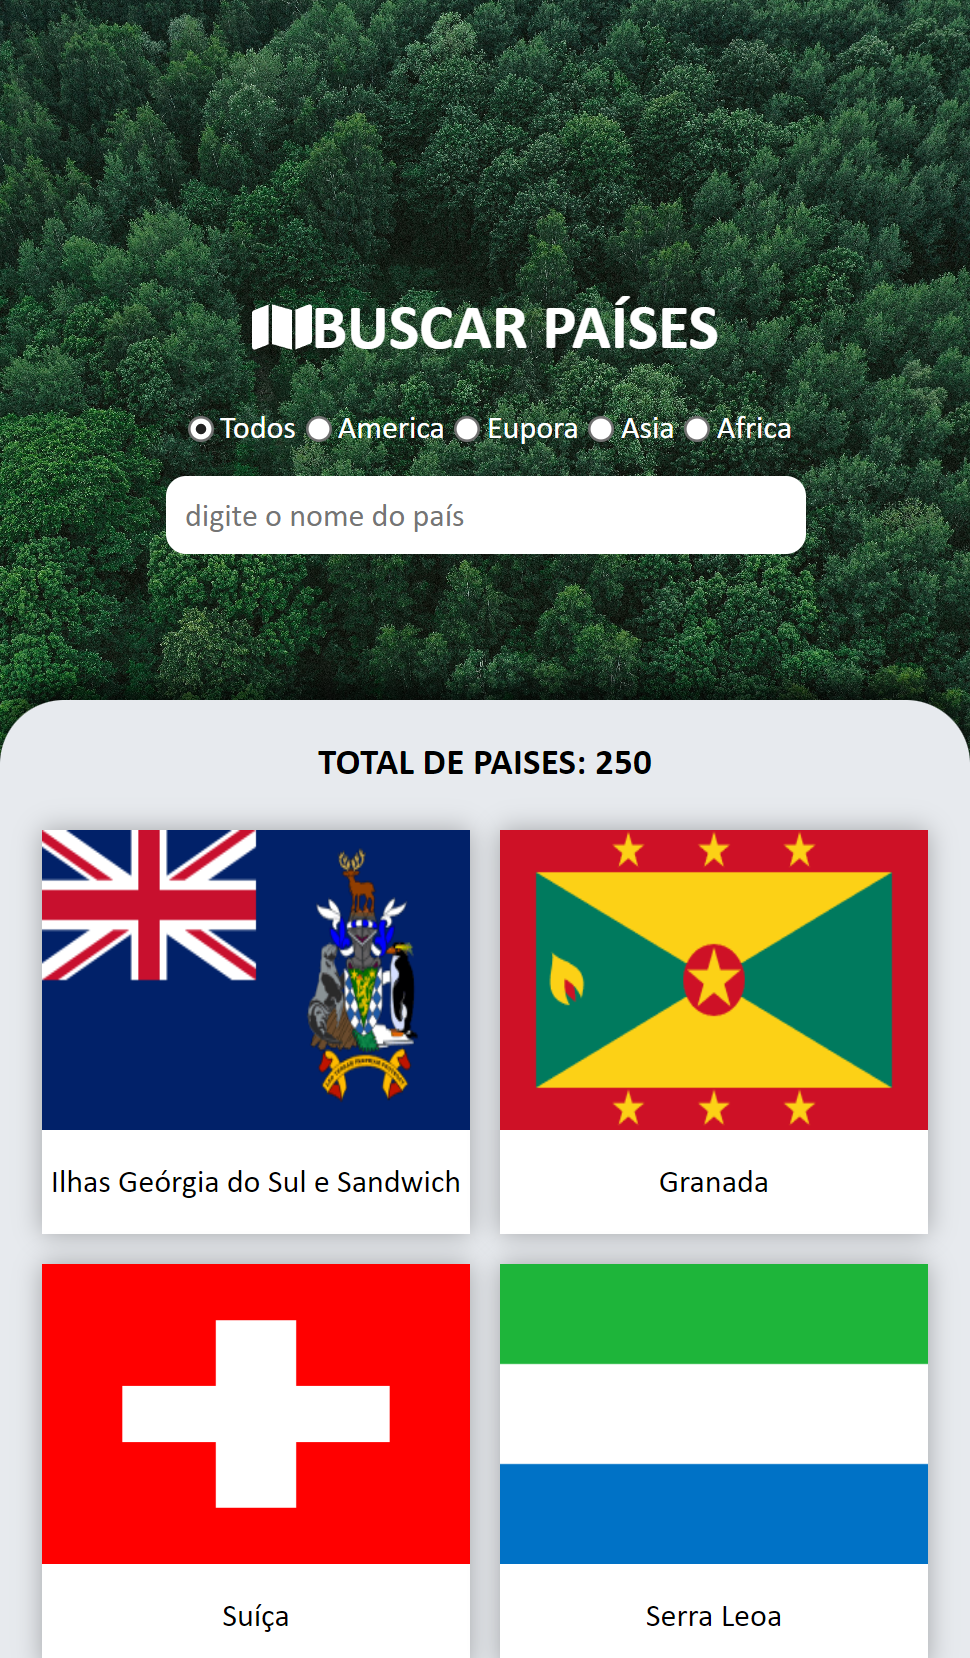 BUSCAR PAÍSES
Todos America Eupora Asia Africa
digite o nome do país
TOTAL DE PAISES: 250
Ilhas Geórgia do Sul e Sandwich
Granada
Suíça
Serra Leoa